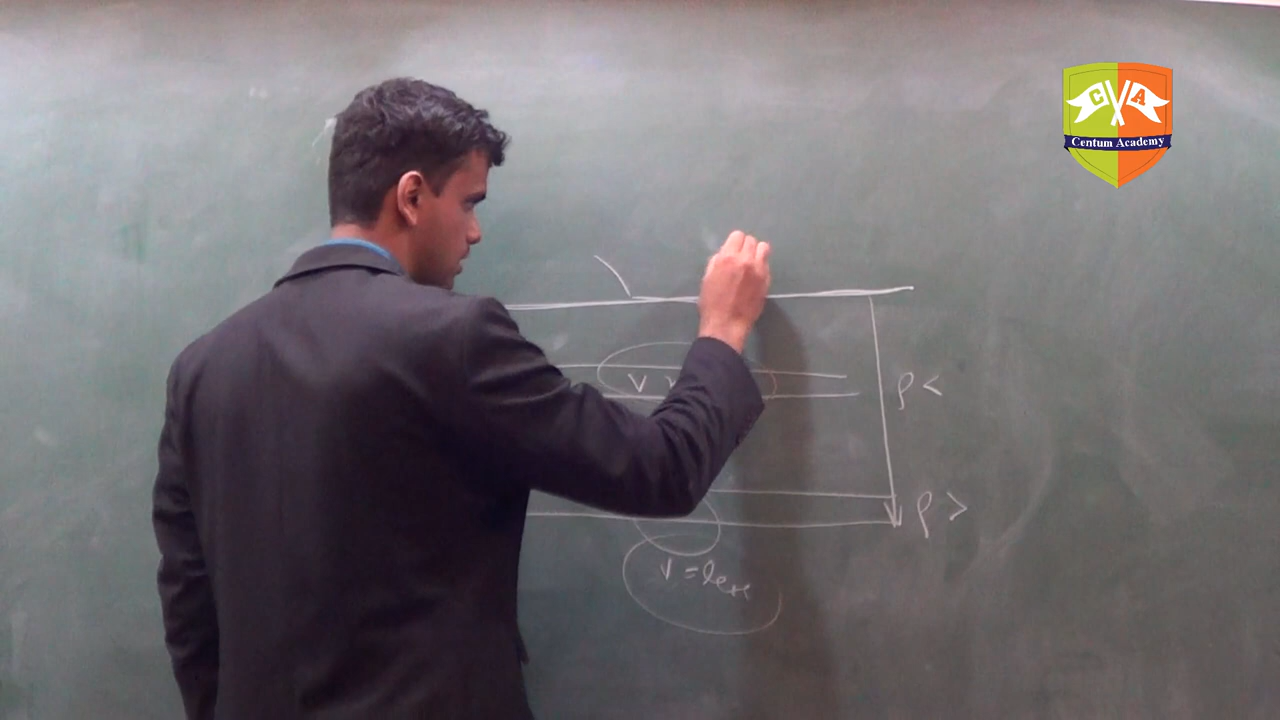 C A
Centum Academy
V
ρ <
ρ >
V = less